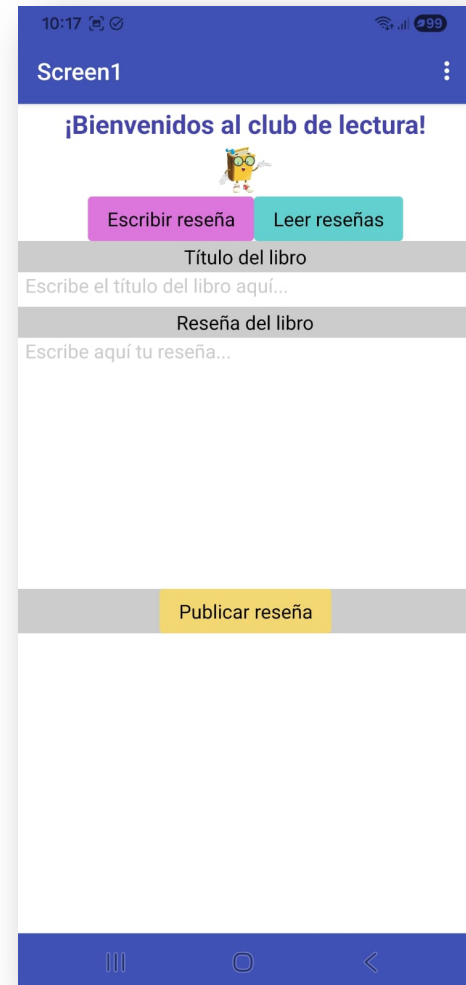 10:17
99
Screen1
¡Bienvenidos al club de lectura!
Escribir reseña Leer reseñas
Título del libro
Escribe el título del libro aquí...
Reseña del libro
Escribe aquí tu reseña...
Publicar reseña